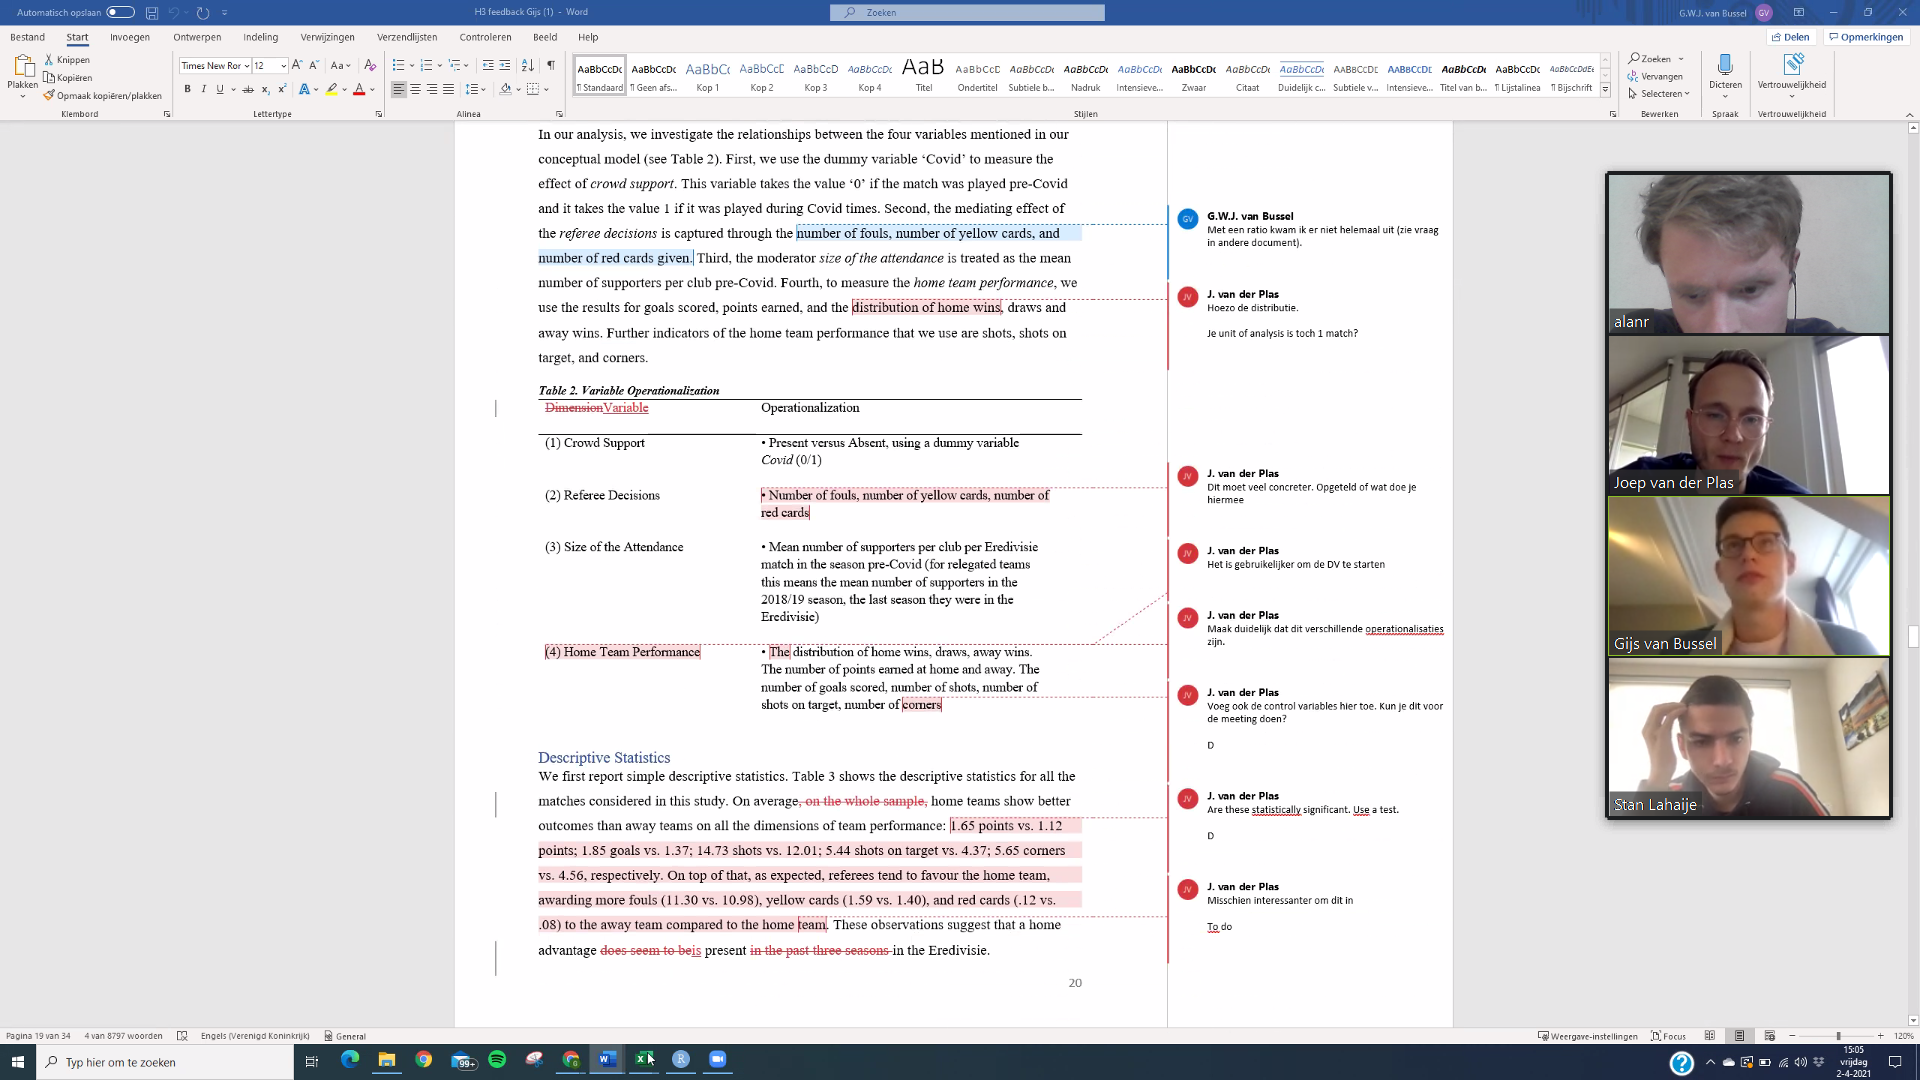 Automatisch opslaan
H3 feedback Gijs (1) - Word
Zoeken
G.W.J. van Bussel
GV
Bestand Start Invoegen Ontwerpen Indeling Verwijzingen Verzendlijsten Controleren Beeld Help
Delen
Opmerkingen
Plakken
Knippen
Kopiëren
Opmaak kopiëren/plakken
Klembord
Times New Ror
12
Lettertype
Alinea
AaBbCcDc
¶ Standaard
AaBbCcDc
¶ Geen afs...
AaBbCc
Kop 1
AaBbCcD
Kop 2
AaBbCcD
Kop 3
AaBbCcDc
Kop 4
AaB
Titel
AaBbCcD
Ondertitel
AaBbCcDc
Subtiele b...
AaBbCcDc
Nadruk
AaBbCcDc
Intensieve...
AaBbCcDc
Zwaar
AaBbCcDc
Citaat
AaBbCcDc
Duidelijk c...
AaBbCcDc
Subtiele v...
AaBbCcDc
Intensieve...
AaBbCcDc
Titel van b...
AaBbCcDc
¶ Lijstalinea
AaBbCcDdEe
¶ Bijschrift
Stijlen
Zoeken
Vervangen
Selecteren
Bewerken
Dicteren
Spraak
Vertrouwelijkheid
Vertrouwelijkheid
In our analysis, we investigate the relationships between the four variables mentioned in our
conceptual model (see Table 2). First, we use the dummy variable ‘Covid’ to measure the
effect of crowd support. This variable takes the value ‘0’ if the match was played pre-Covid
and it takes the value 1 if it was played during Covid times. Second, the mediating effect of
the referee decisions is captured through the number of fouls, number of yellow cards, and
number of red cards given. Third, the moderator size of the attendance is treated as the mean
number of supporters per club pre-Covid. Fourth, to measure the home team performance, we
use the results for goals scored, points earned, and the distribution of home wins, draws and
away wins. Further indicators of the home team performance that we use are shots, shots on
target, and corners.
Table 2. Variable Operationalization
DimensionVariable Operationalization
(1) Crowd Support • Present versus Absent, using a dummy variable
Covid (0/1)
(2) Referee Decisions • Number of fouls, number of yellow cards, number of
red cards
(3) Size of the Attendance • Mean number of supporters per club per Eredivisie
match in the season pre-Covid (for relegated teams
this means the mean number of supporters in the
2018/19 season, the last season they were in the
Eredivisie)
(4) Home Team Performance • The distribution of home wins, draws, away wins.
The number of points earned at home and away. The
number of goals scored, number of shots, number of
shots on target, number of corners
Descriptive Statistics
We first report simple descriptive statistics. Table 3 shows the descriptive statistics for all the
matches considered in this study. On average, on the whole sample, home teams show better
outcomes than away teams on all the dimensions of team performance: 1.65 points vs. 1.12
points; 1.85 goals vs. 1.37; 14.73 shots vs. 12.01; 5.44 shots on target vs. 4.37; 5.65 corners
vs. 4.56, respectively. On top of that, as expected, referees tend to favour the home team,
awarding more fouls (11.30 vs. 10.98), yellow cards (1.59 vs. 1.40), and red cards (.12 vs.
.08) to the away team compared to the home team. These observations suggest that a home
advantage does seem to beis present in the past three seasons in the Eredivisie.
20
GV
G.W.J. van Bussel
Met een ratio kwam ik er niet helemaal uit (zie vraag
in andere document).
JV
J. van der Plas
Hoezo de distributie.
Je unit of analysis is toch 1 match?
JV
J. van der Plas
Dit moet veel concreter. Opgeteld of wat doe je
hiermee
JV
J. van der Plas
Het is gebruikelijker om de DV te starten
JV
J. van der Plas
Maak duidelijk dat dit verschillende operationalisaties
zijn.
JV
J. van der Plas
Voeg ook de control variables hier toe. Kun je dit voor
de meeting doen?
D
JV
J. van der Plas
Are these statistically significant. Use a test.
D
JV
J. van der Plas
Misschien interessanter om dit in
To do
alanr
Joep van der Plas
Gijs van Bussel
Stan Lahaije
Pagina 19 van 34
4 van 8797 woorden
Engels (Verenigd Koninkrijk)
General
Weergave-instellingen
Focus
120%
Typ hier om te zoeken
99+
15:05
vrijdag
2-4-2021